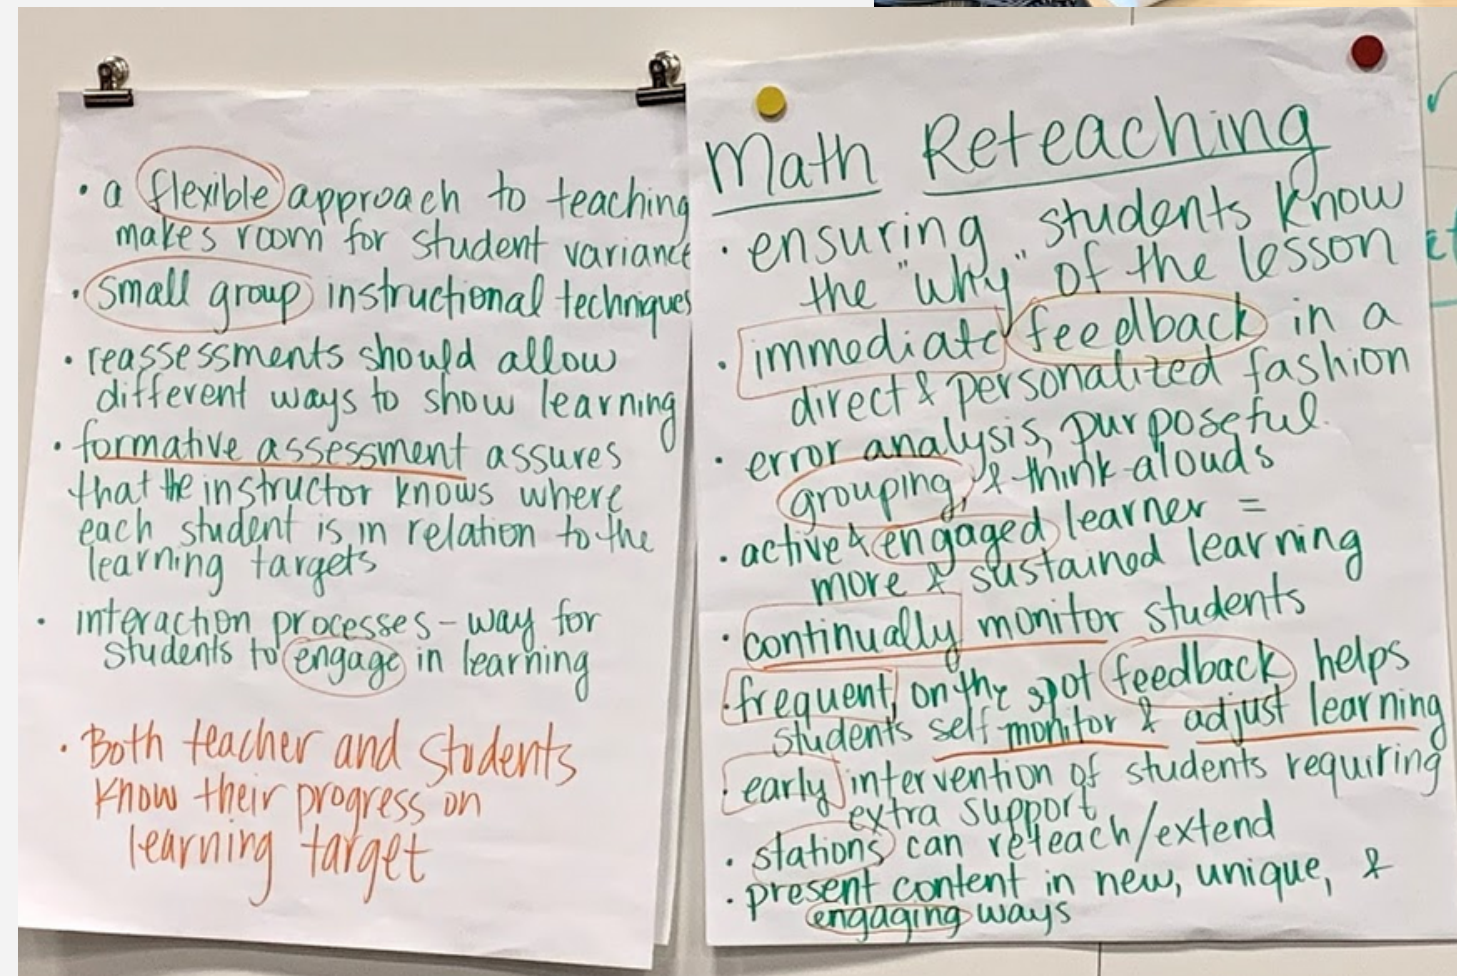 • a flexible approach to teaching
makes room for student variance
• small group instructional techniques
• reassessments should allow
different ways to show learning
• formative assessment assures
that the instructor knows where
each student is in relation to the
learning targets
• interaction processes - way for
students to engage in learning
• Both teacher and students
know their progress on
learning target
Math Reteaching
• ensuring students know
the "why" of the lesson
• immediate feedback in a
direct & personalized fashion
• error analysis, purposeful
grouping, & think-alouds
• active & engaged learner =
more & sustained learning
• continually monitor students
• frequent, on the spot feedback helps
students self-monitor & adjust learning
• early intervention of students requiring
extra support
• stations can reteach/extend
• present content in new, unique, &
engaging ways